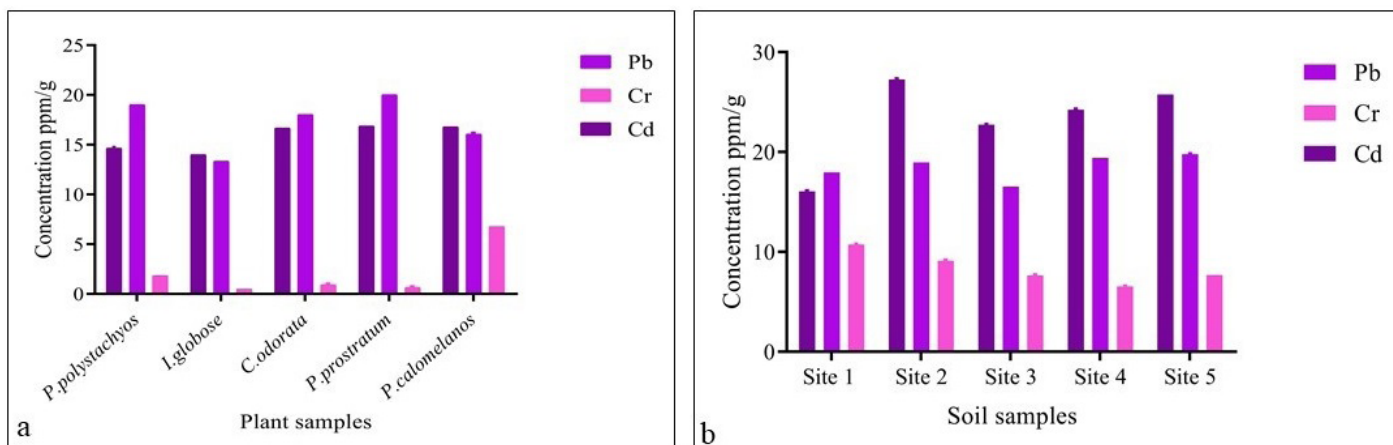 25
20
15
10
5
0
Concentration ppm/g
Pb
Cr
Cd
P.polystachyos
I.globose
C.odorata
P.prostratum
P.calomelanos
Plant samples
a
30
20
10
0
Concentration ppm/g
Pb
Cr
Cd
Site 1 Site 2 Site 3 Site 4 Site 5
Soil samples
b